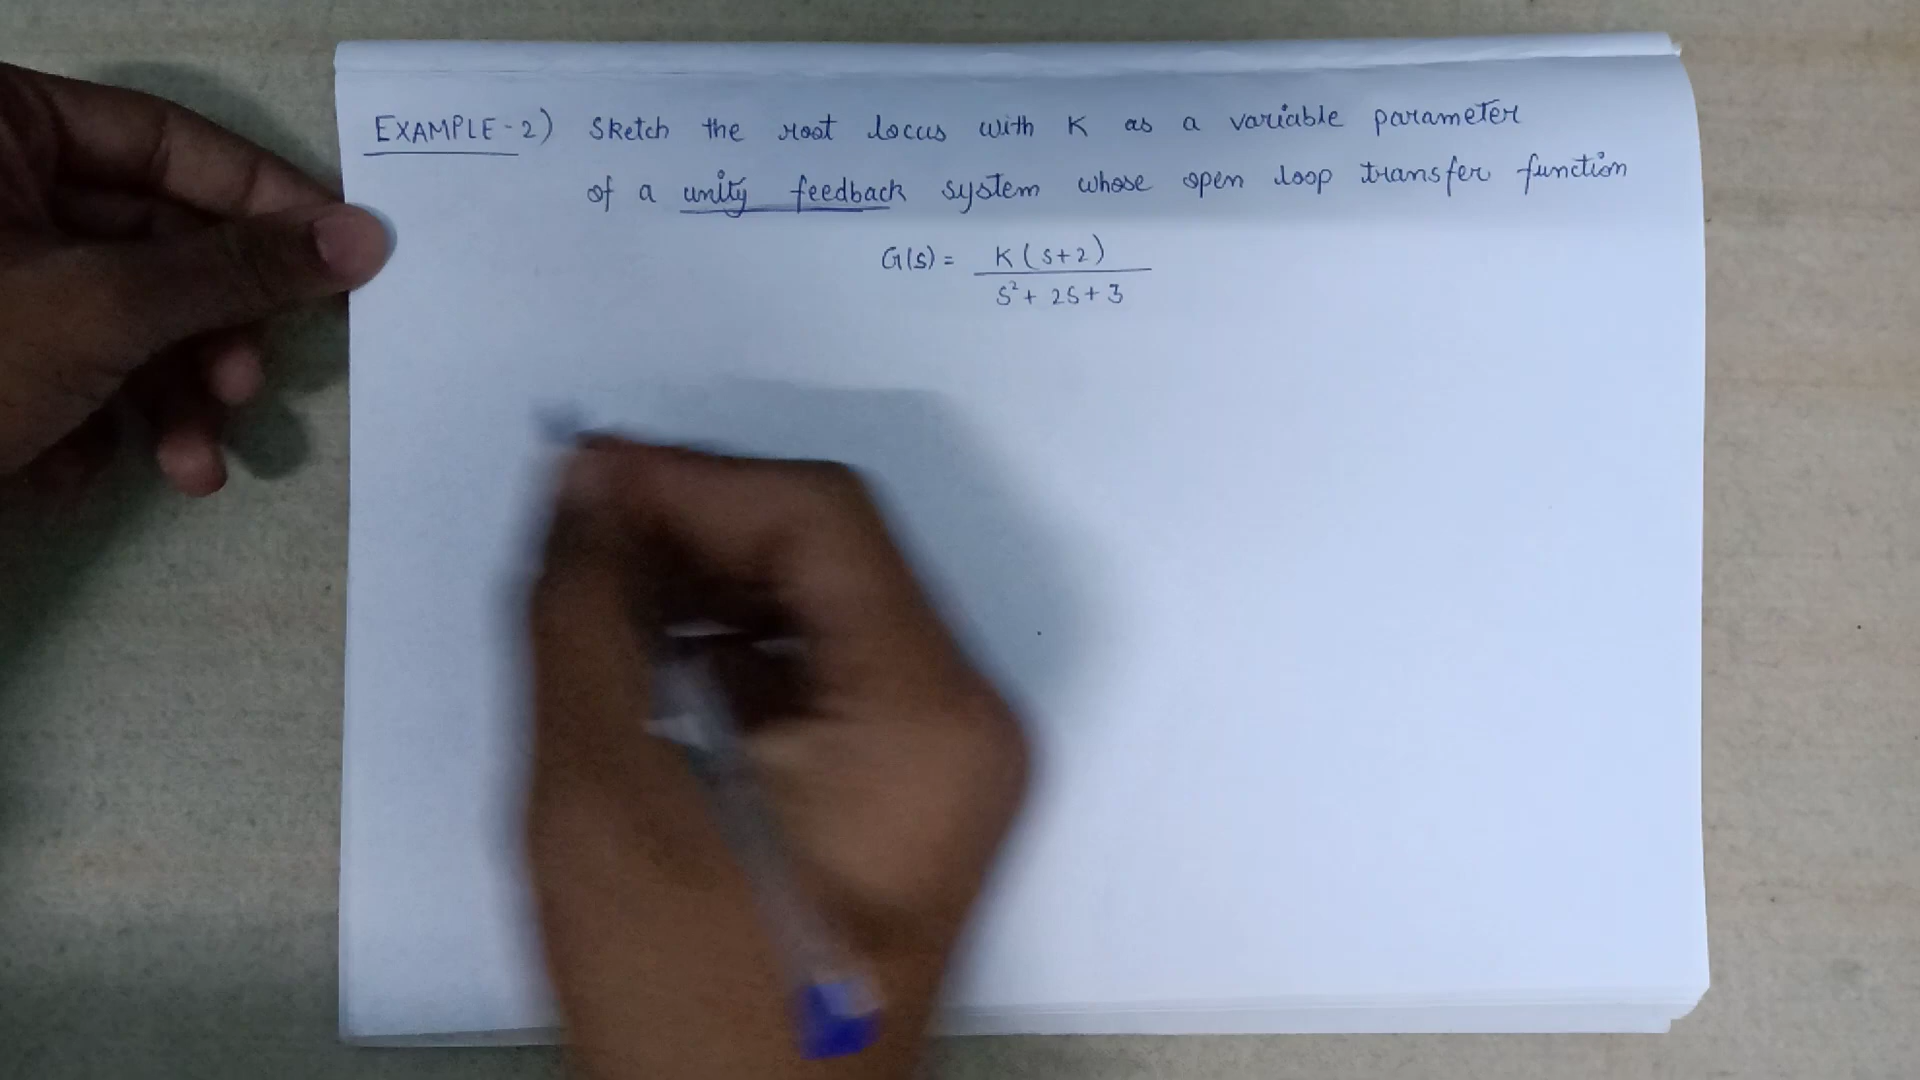 EXAMPLE-2) Sketch the root locus with K as a variable parameter
of a unity feedback system whose open loop transfer function
G(s) = K(s+2)
s²+ 2s+3